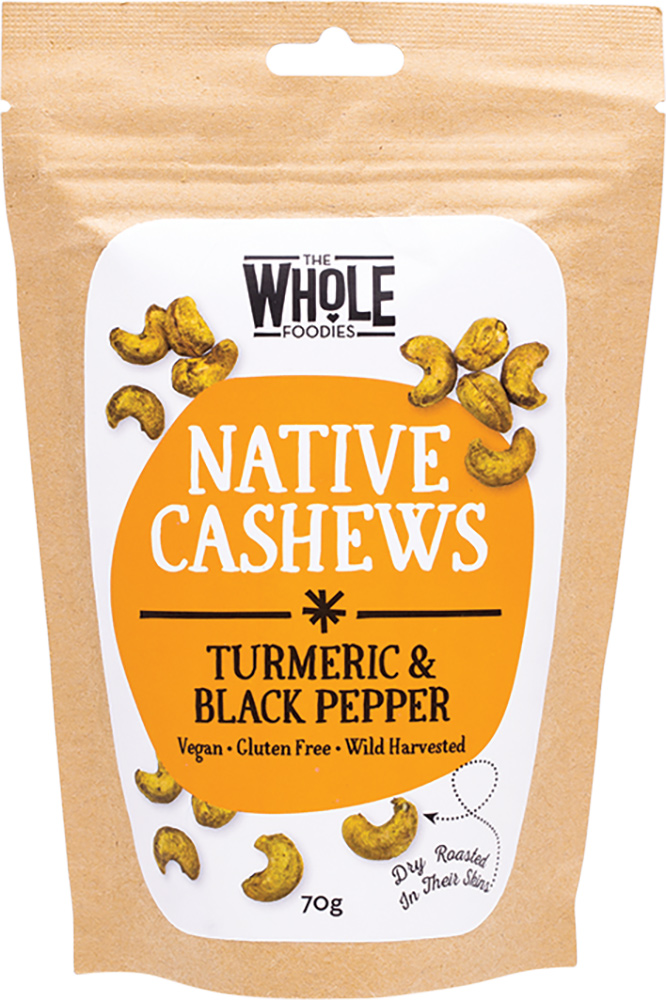 THE
WHOLE
FOODIES
NATIVE
CASHEWS
TURMERIC &
BLACK PEPPER
Vegan • Gluten Free • Wild Harvested
Dry Roasted
In Their Skins
70g